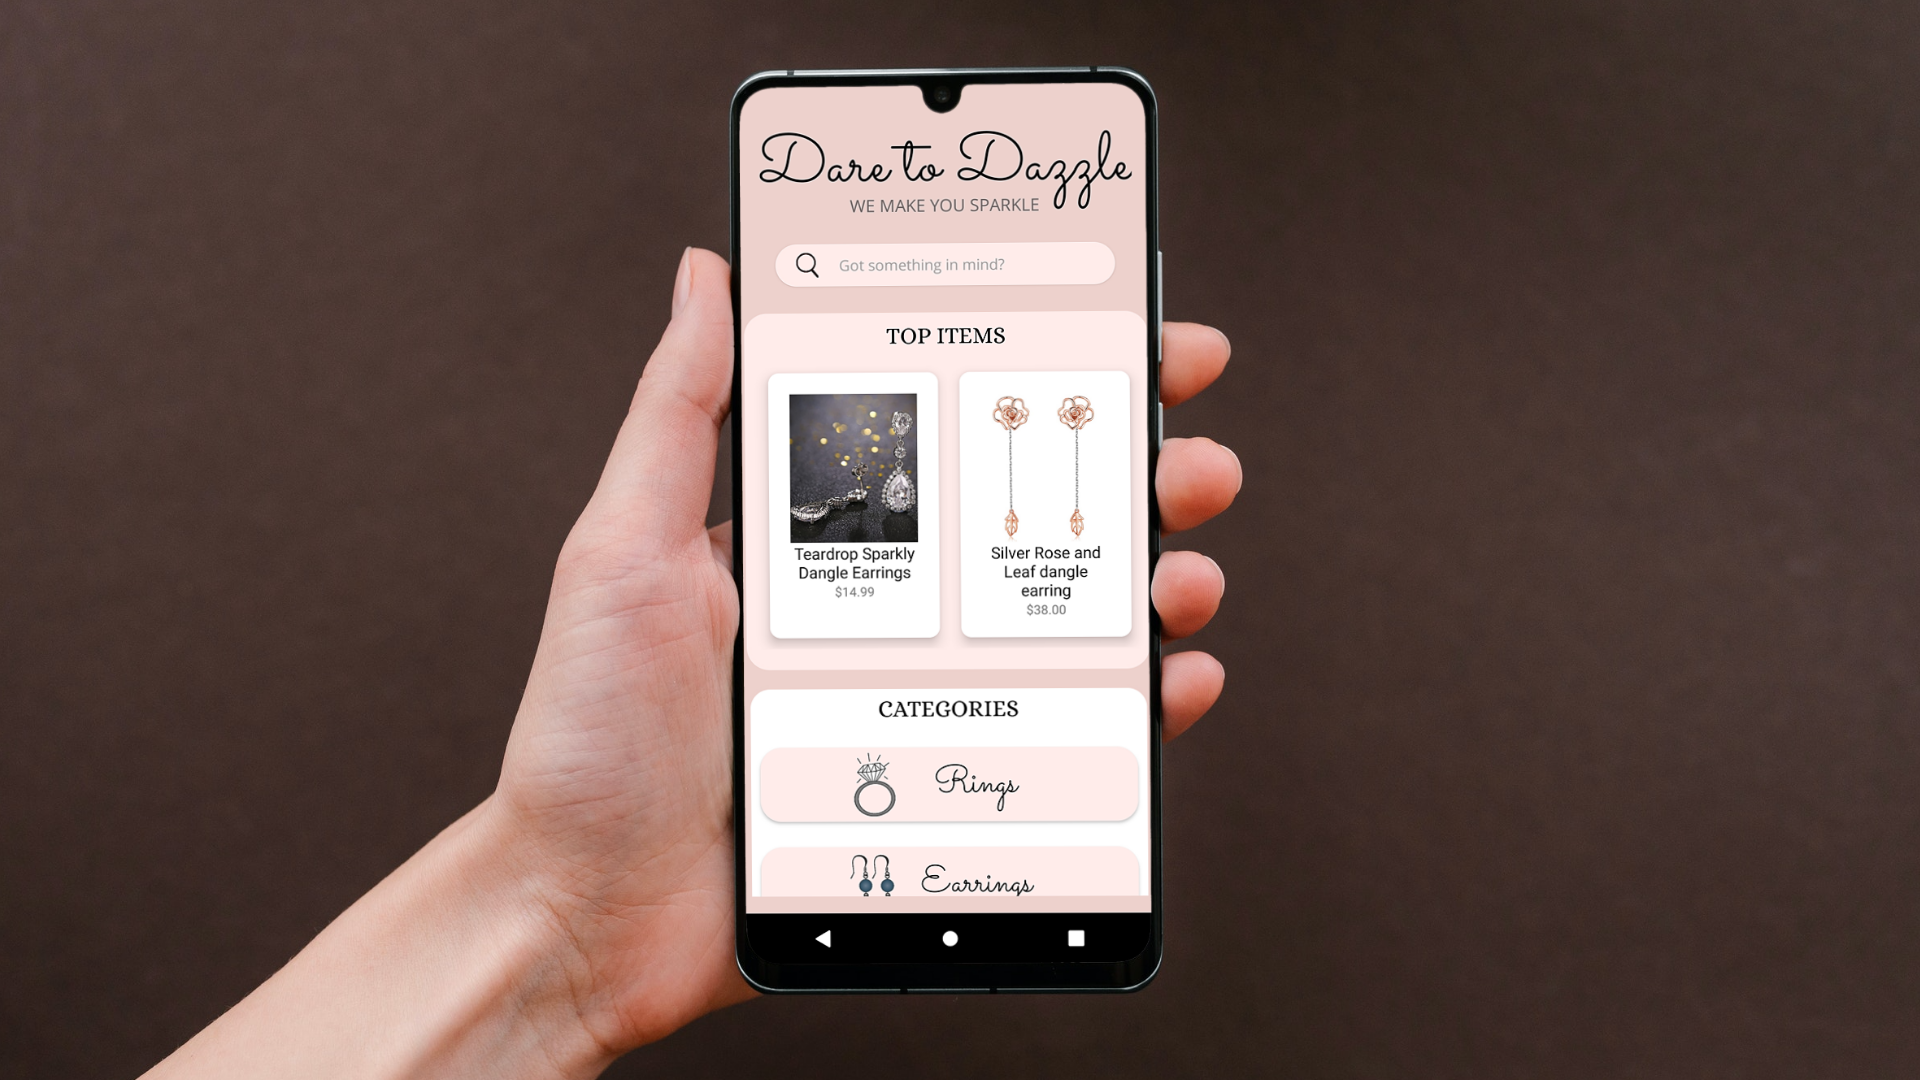 Dare to Dazzle
WE MAKE YOU SPARKLE
Got something in mind?
TOP ITEMS
Teardrop Sparkly
Dangle Earrings
$14.99
Silver Rose and
Leaf dangle
earring
$38.00
CATEGORIES
Rings
Earrings